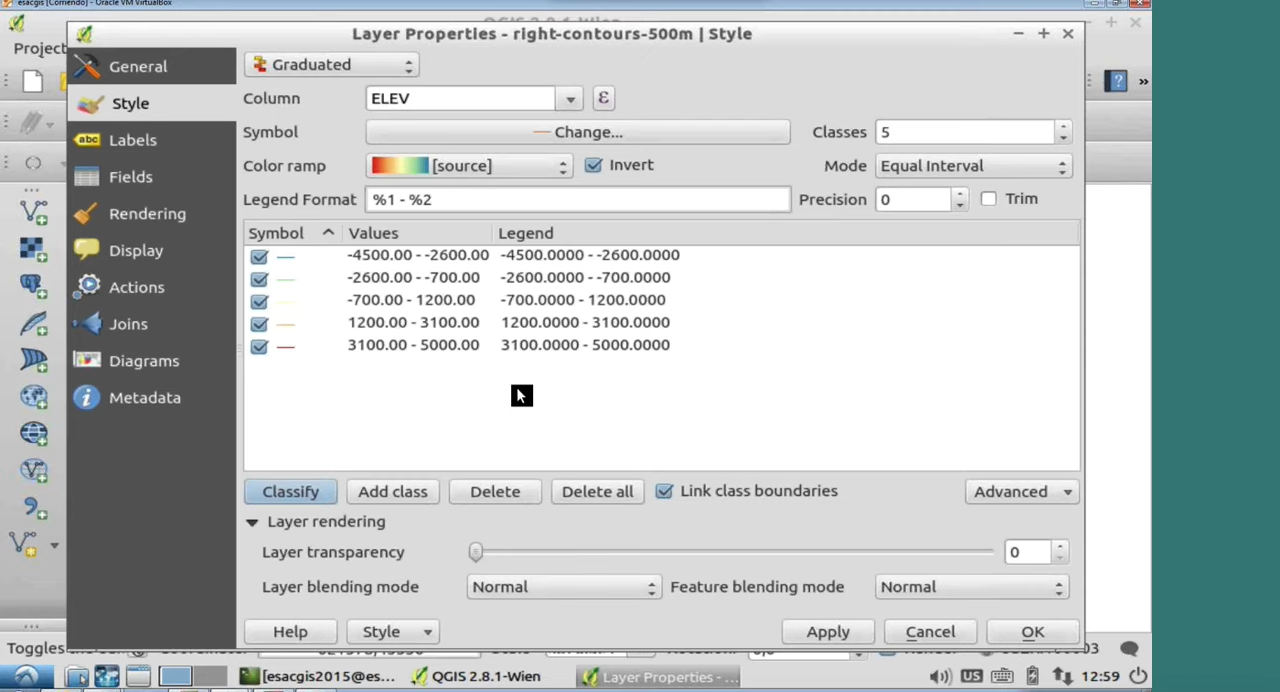 esacgis [Corriendo] - Oracle VM VirtualBox
QGIS 2.8.1-Wien
Layer Properties - right-contours-500m | Style
Project
General
Style
Labels
Fields
Rendering
Display
Actions
Joins
Diagrams
Metadata
Graduated
Column ELEV ε
Symbol Change... Classes 5
Color ramp [source] Invert Mode Equal Interval
Legend Format %1 - %2 Precision 0 Trim
Symbol Values Legend
-4500.00 - -2600.00 -4500.0000 - -2600.0000
-2600.00 - -700.00 -2600.0000 - -700.0000
-700.00 - 1200.00 -700.0000 - 1200.0000
1200.00 - 3100.00 1200.0000 - 3100.0000
3100.00 - 5000.00 3100.0000 - 5000.0000
Classify Add class Delete Delete all Link class boundaries Advanced
Layer rendering
Layer transparency 0
Layer blending mode Normal Feature blending mode Normal
Help Style Apply Cancel OK
Toggles
[esacgis2015@es... QGIS 2.8.1-Wien Layer Properties - ... US 12:59